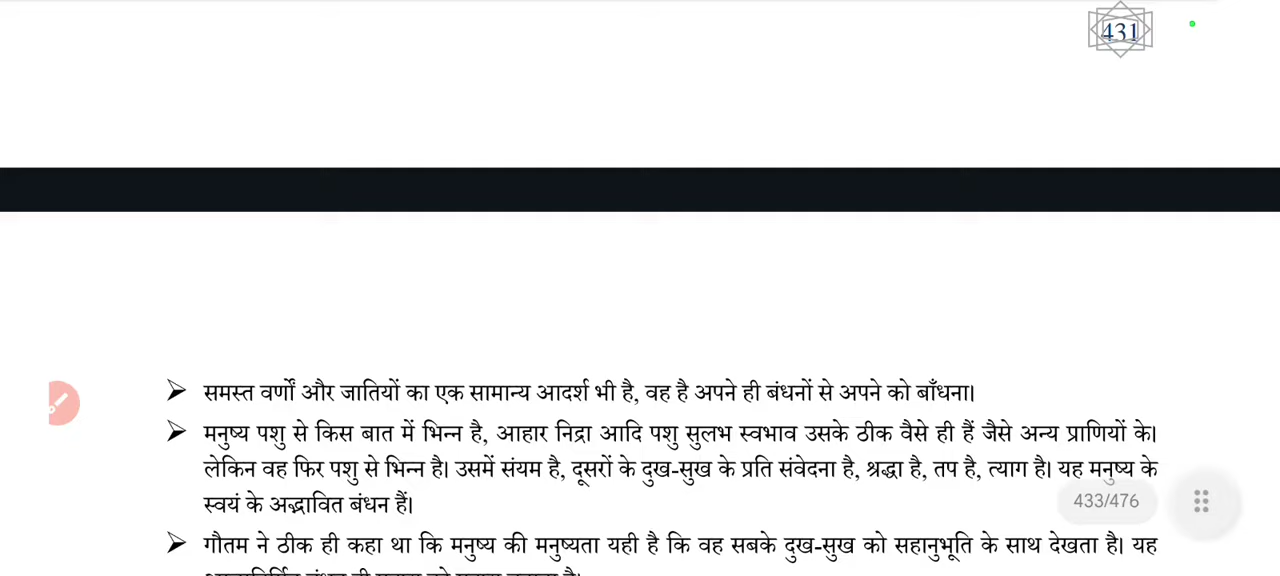 431
➢ समस्त वर्णों और जातियों का एक सामान्य आदर्श भी है, वह है अपने ही बंधनों से अपने को बाँधना।
➢ मनुष्य पशु से किस बात में भिन्न है, आहार निद्रा आदि पशु सुलभ स्वभाव उसके ठीक वैसे ही हैं जैसे अन्य प्राणियों के।
लेकिन वह फिर पशु से भिन्न है। उसमें संयम है, दूसरों के दुख-सुख के प्रति संवेदना है, श्रद्धा है, तप है, त्याग है। यह मनुष्य के
स्वयं के अद्भावित बंधन हैं।
433/476
➢ गौतम ने ठीक ही कहा था कि मनुष्य की मनुष्यता यही है कि वह सबके दुख-सुख को सहानुभूति के साथ देखता है। यह